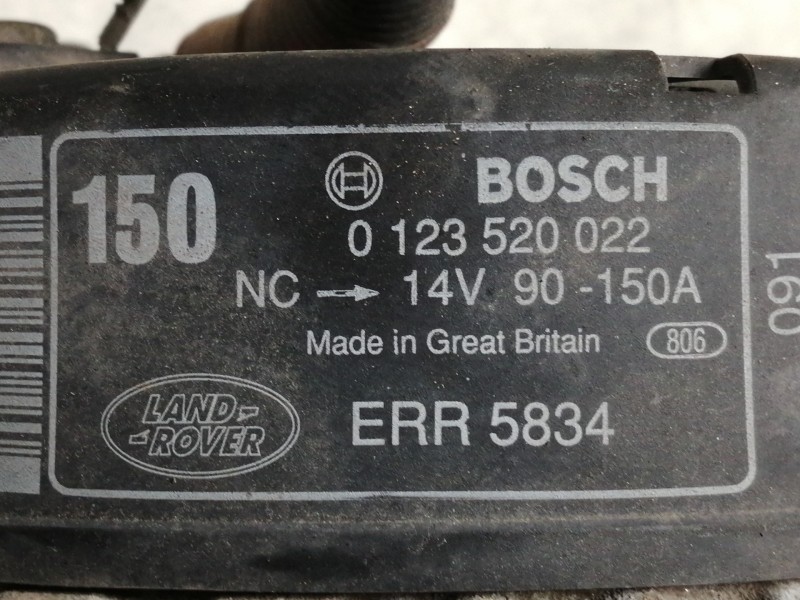 150
BOSCH
0 123 520 022
NC → 14V 90-150A
Made in Great Britain 806
LAND-
-ROVER
ERR 5834
091